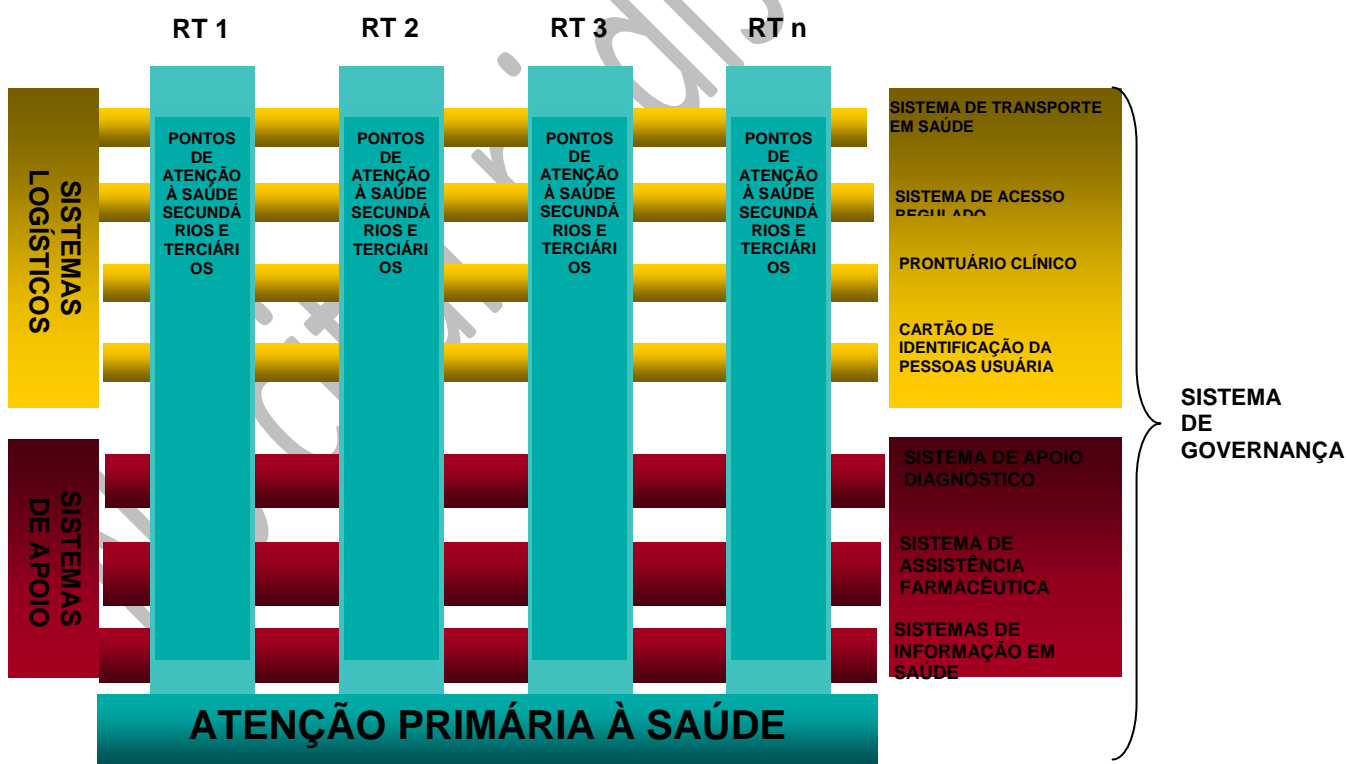 RT 1
RT 2
RT 3
RT n
SISTEMAS
LOGÍSTICOS
PONTOS
DE
ATENÇÃO
À SAÚDE
SECUNDÁ
RIOS E
TERCIÁRI
OS
PONTOS
DE
ATENÇÃO
À SAÚDE
SECUNDÁ
RIOS E
TERCIÁRI
OS
PONTOS
DE
ATENÇÃO
À SAÚDE
SECUNDÁ
RIOS E
TERCIÁRI
OS
PONTOS
DE
ATENÇÃO
À SAÚDE
SECUNDÁ
RIOS E
TERCIÁRI
OS
SISTEMA DE TRANSPORTE
EM SAÚDE
SISTEMA DE ACESSO
REGULADO
PRONTUÁRIO CLÍNICO
CARTÃO DE
IDENTIFICAÇÃO DA
PESSOAS USUÁRIA
SISTEMA
DE
GOVERNANÇA
SISTEMAS
DE APOIO
SISTEMA DE APOIO
DIAGNÓSTICO
SISTEMA DE
ASSISTÊNCIA
FARMACÊUTICA
SISTEMAS DE
INFORMAÇÃO EM
SAÚDE
ATENÇÃO PRIMÁRIA À SAÚDE